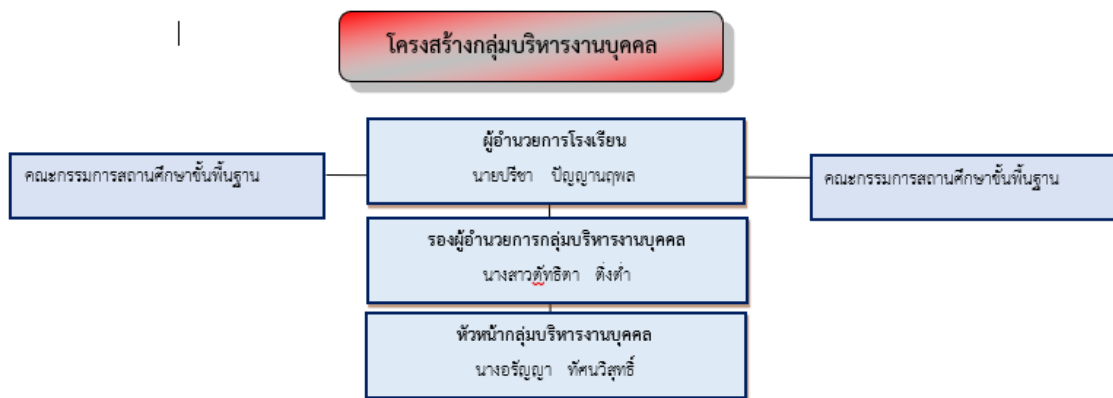 โครงสร้างกลุ่มบริหารงานบุคคล
ผู้อำนวยการโรงเรียน
นายปรีชา ปัญญานฤพล
คณะกรรมการสถานศึกษาขั้นพื้นฐาน
คณะกรรมการสถานศึกษาขั้นพื้นฐาน
รองผู้อำนวยการกลุ่มบริหารงานบุคคล
นางสาวตัทธิตา ติ่งต่ำ
หัวหน้ากลุ่มบริหารงานบุคคล
นางอรัญญา ทัศนวิสุทธิ์